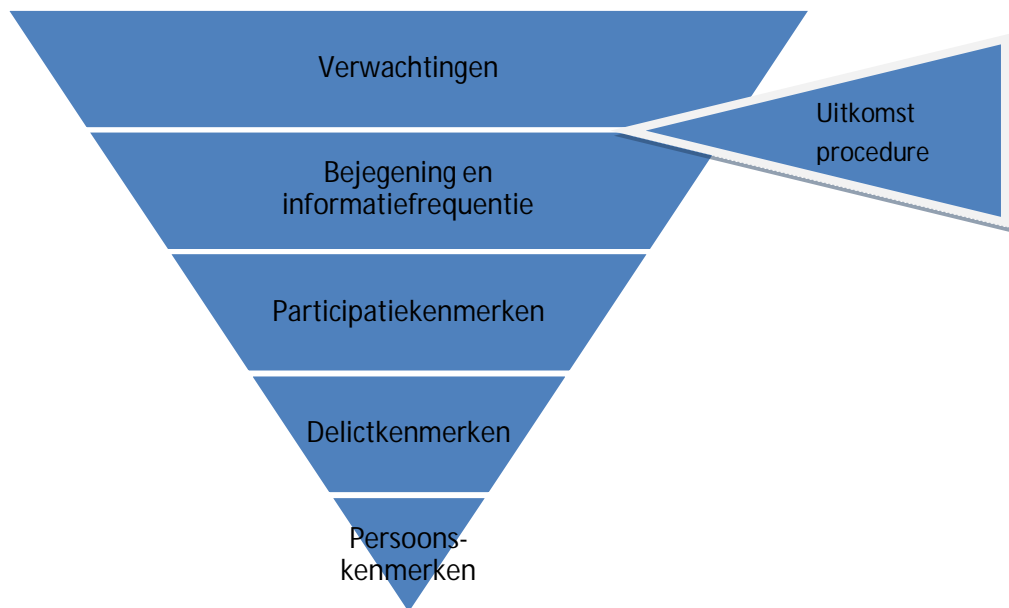 Verwachtingen
Uitkomst
procedure
Bejegening en
informatiefrequentie
Participatiekenmerken
Delictkenmerken
Persoons-
kenmerken